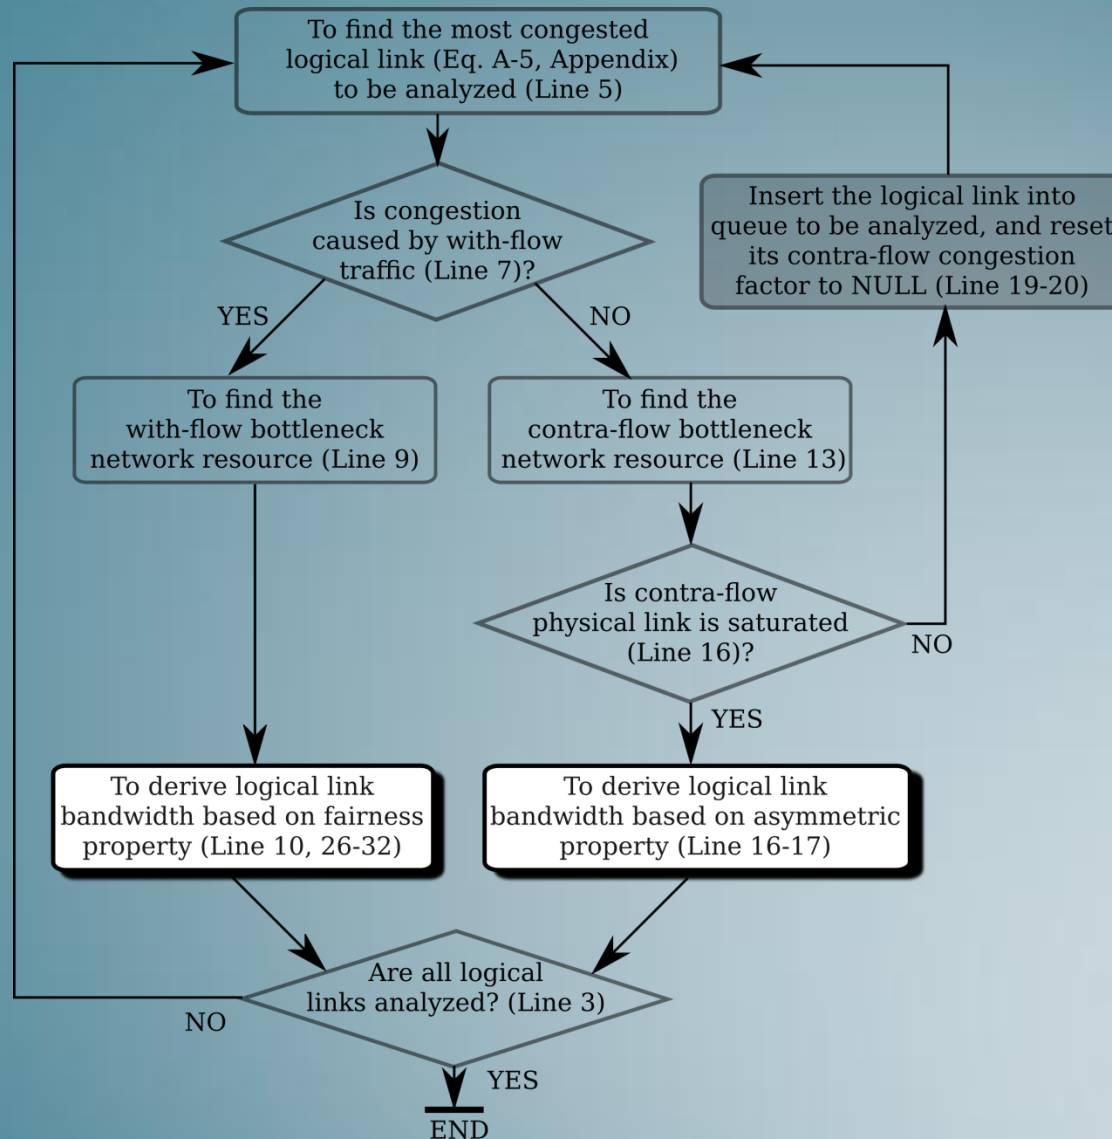 To find the most congested
logical link (Eq. A-5, Appendix)
to be analyzed (Line 5)
Is congestion
caused by with-flow
traffic (Line 7)?
Insert the logical link into
queue to be analyzed, and reset
its contra-flow congestion
factor to NULL (Line 19-20)
YES
NO
To find the
with-flow bottleneck
network resource (Line 9)
To find the
contra-flow bottleneck
network resource (Line 13)
Is contra-flow
physical link is saturated
(Line 16)?
NO
YES
To derive logical link
bandwidth based on fairness
property (Line 10, 26-32)
To derive logical link
bandwidth based on asymmetric
property (Line 16-17)
Are all logical
links analyzed? (Line 3)
NO
YES
END